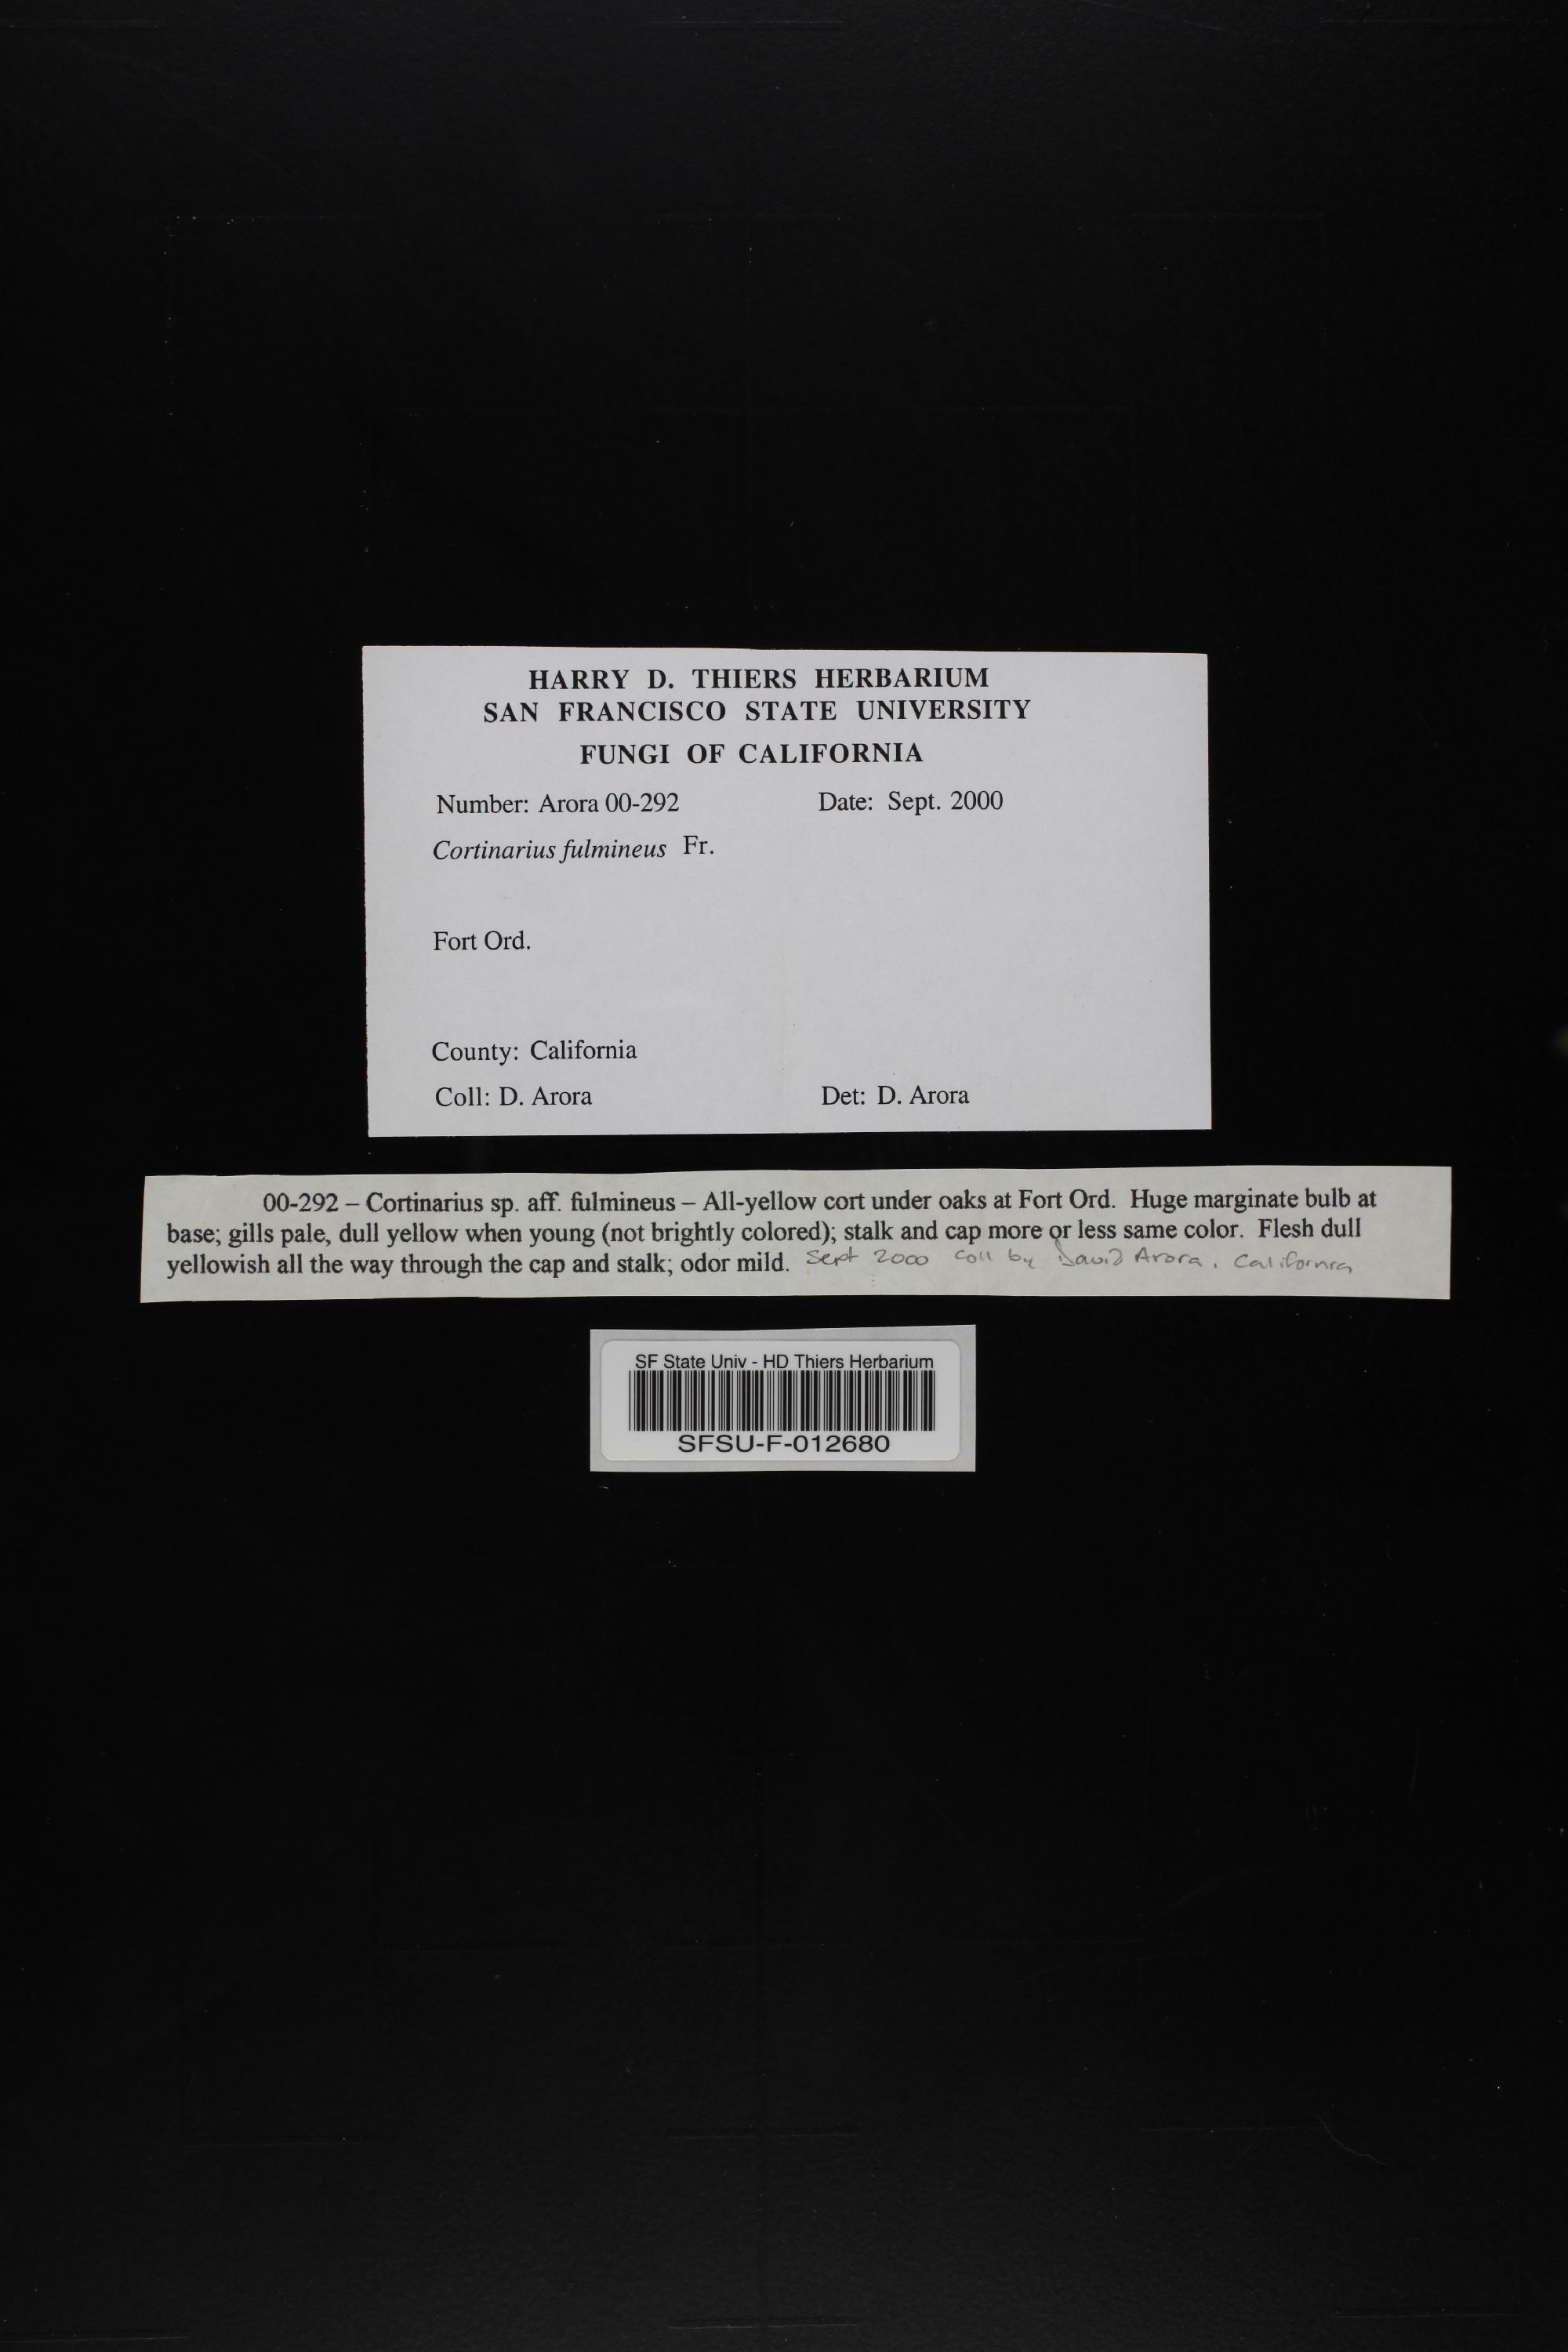 HARRY D. THIERS HERBARIUM
SAN FRANCISCO STATE UNIVERSITY
FUNGI OF CALIFORNIA
Number: Arora 00-292 Date: Sept. 2000
Cortinarius fulmineus Fr.
Fort Ord.
County: California
Coll: D. Arora Det: D. Arora
00-292 – Cortinarius sp. aff. fulmineus – All-yellow cort under oaks at Fort Ord. Huge marginate bulb at
base; gills pale, dull yellow when young (not brightly colored); stalk and cap more or less same color. Flesh dull
yellowish all the way through the cap and stalk; odor mild. Sept 2000 coll by David Arora. California
SF State Univ - HD Thiers Herbarium
SFSU-F-012680